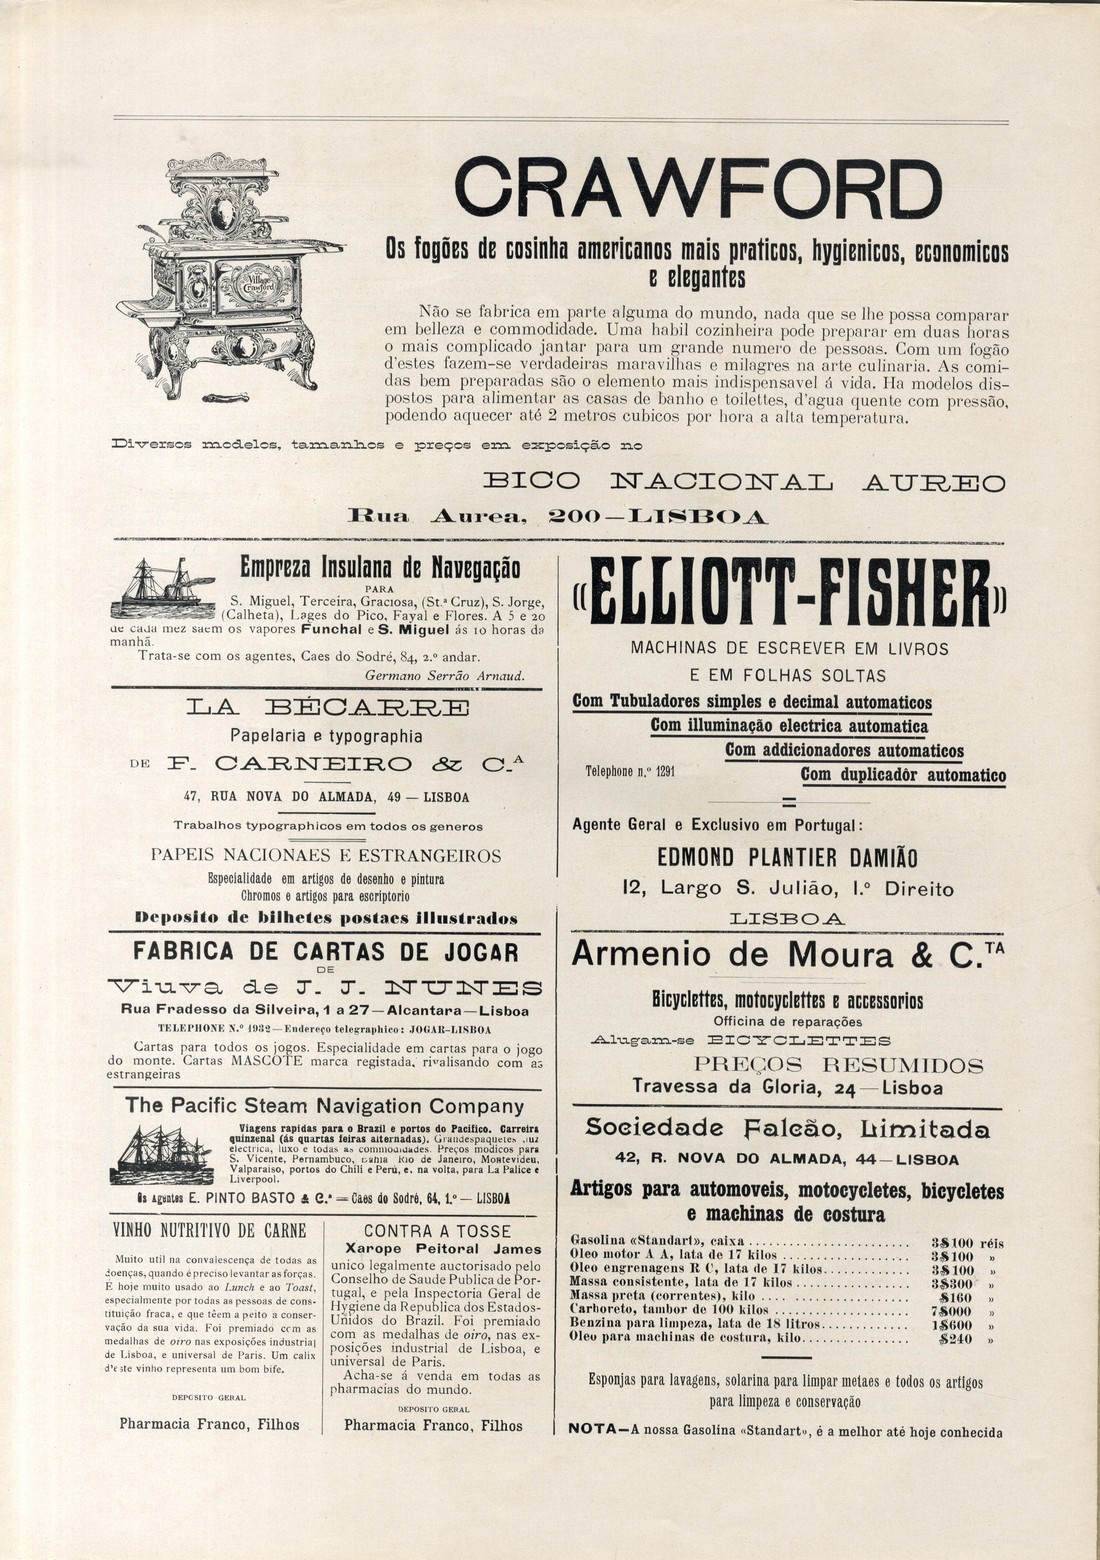 CRAWFORD
Os fogões de cosinha americanos mais praticos, hygienicos, economicos
e elegantes
Village
Crawford
Não se fabrica em parte alguma do mundo, nada que se lhe possa comparar
em belleza e commodidade. Uma habil cozinheira pode preparar em duas horas
o mais complicado jantar para um grande numero de pessoas. Com um fogão
d'estes fazem-se verdadeiras maravilhas e milagres na arte culinaria. As comi-
das bem preparadas são o elemento mais indispensavel á vida. Ha modelos dis-
postos para alimentar as casas de banho e toilettes, d'agua quente com pressão,
podendo aquecer até 2 metros cubicos por hora a alta temperatura.
Diversos modelos, tamanhos e preços em exposição no
BICO NACIONAL AUREO
Rua Aurea, 200—LISBOA
Empreza Insulana de Navegação
PARA
S. Miguel, Terceira, Graciosa, (St.ª Cruz), S. Jorge,
(Calheta), Lages do Pico, Fayal e Flores. A 5 e 20
de cada mez saem os vapores Funchal e S. Miguel ás 10 horas da
manhã.
Trata-se com os agentes, Caes do Sodré, 84, 2.º andar.
Germano Serrão Arnaud.
LA BÉCARRE
Papelaria e typographia
DE F. CARNEIRO & C.A
47, RUA NOVA DO ALMADA, 49 — LISBOA
Trabalhos typographicos em todos os generos
PAPEIS NACIONAES E ESTRANGEIROS
Especialidade em artigos de desenho e pintura
Chromos e artigos para escriptorio
Deposito de bilhetes postaes illustrados
FABRICA DE CARTAS DE JOGAR
DE
Viuva de J. J. NUNES
Rua Fradesso da Silveira, 1 a 27—Alcantara—Lisboa
TELEPHONE N.º 1932—Endereço telegraphico: JOGAR-LISBOA
Cartas para todos os jogos. Especialidade em cartas para o jogo
do monte. Cartas MASCOTE marca registada, rivalisando com as
estrangeiras
The Pacific Steam Navigation Company
Viagens rapidas para o Brazil e portos do Pacifico. Carreira
quinzenal (ás quartas feiras alternadas). Grandes paquetes, luz
electrica, luxo e todas as commodidades. Preços modicos para
S. Vicente, Pernambuco, Bahia Rio de Janeiro, Montevideu,
Valparaiso, portos do Chili e Perú, e, na volta, para La Palice e
Liverpool.
Os Agentes E. PINTO BASTO & C.ª = Caes do Sodré, 64, 1.º — LISBOA
VINHO NUTRITIVO DE CARNE
Muito util na convalescença de todas as
doenças, quando é preciso levantar as forças.
E hoje muito usado ao Lunch e ao Toast,
especialmente por todas as pessoas de cons-
tituição fraca, e que têem a peito a conser-
vação da sua vida. Foi premiado com as
medalhas de oiro nas exposições industrial
de Lisboa, e universal de Paris. Um calix
d'este vinho representa um bom bife.
DEPOSITO GERAL
Pharmacia Franco, Filhos
CONTRA A TOSSE
Xarope Peitoral James
unico legalmente auctorisado pelo
Conselho de Saude Publica de Por-
tugal, e pela Inspectoria Geral de
Hygiene da Republica dos Estados-
Unidos do Brazil. Foi premiado
com as medalhas de oiro, nas ex-
posições industrial de Lisboa, e
universal de Paris.
Acha-se á venda em todas as
pharmacias do mundo.
DEPOSITO GERAL
Pharmacia Franco, Filhos
«ELLIOTT-FISHER»
MACHINAS DE ESCREVER EM LIVROS
E EM FOLHAS SOLTAS
Com Tubuladores simples e decimal automaticos
Com illuminação electrica automatica
Com addicionadores automaticos
Telephone n.º 1291
Com duplicadôr automatico
Agente Geral e Exclusivo em Portugal:
EDMOND PLANTIER DAMIÃO
12, Largo S. Julião, 1.º Direito
LISBOA
Armenio de Moura & C.TA
Bicyclettes, motocyclettes e accessorios
Officina de reparações
Alugam-se BICYCLETTES
PREÇOS RESUMIDOS
Travessa da Gloria, 24—Lisboa
Sociedade Falcão, Limitada
42, R. NOVA DO ALMADA, 44—LISBOA
Artigos para automoveis, motocycletes, bicycletes
e machinas de costura
Gasolina «Standart», caixa ........................ 3$100 réis
Oleo motor A A, lata de 17 kilos .................. 3$100 »
Oleo engrenagens R C, lata de 17 kilos............. 3$100 »
Massa consistente, lata de 17 kilos ............... 3$300 »
Massa preta (correntes), kilo ..................... $160 »
Carboreto, tambor de 100 kilos .................... 7$000 »
Benzina para limpeza, lata de 18 litros............ 1$600 »
Oleo para machinas de costura, kilo................ $240 »
Esponjas para lavagens, solarina para limpar metaes e todos os artigos
para limpeza e conservação
NOTA—A nossa Gasolina «Standart», é a melhor até hoje conhecida